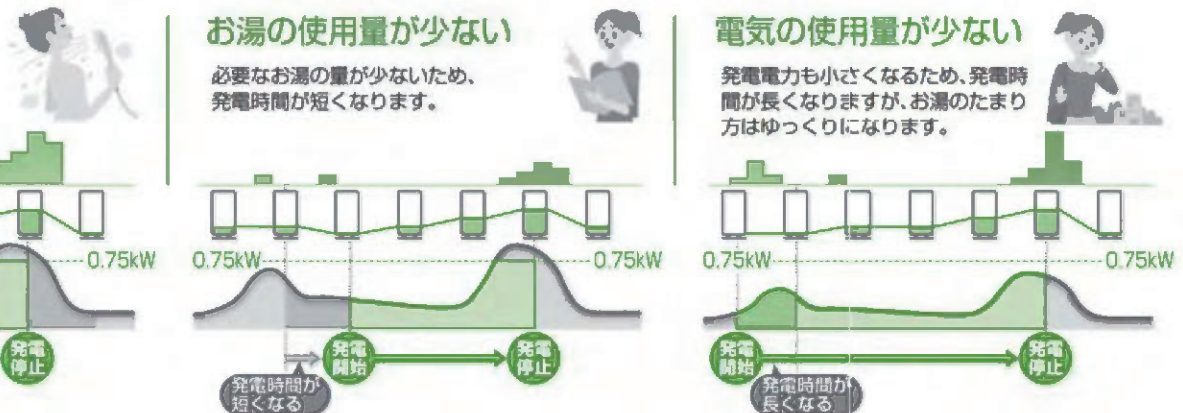 0.75kW
発電
停止
お湯の使用量が少ない
必要なお湯の量が少ないため、
発電時間が短くなります。
0.75kW
0.75kW
発電
開始
発電
停止
発電時間が
短くなる
電気の使用量が少ない
発電電力も小さくなるため、発電時
間が長くなりますが、お湯のたまり
方はゆっくりになります。
0.75kW
0.75kW
発電
開始
発電
停止
発電時間が
長くなる